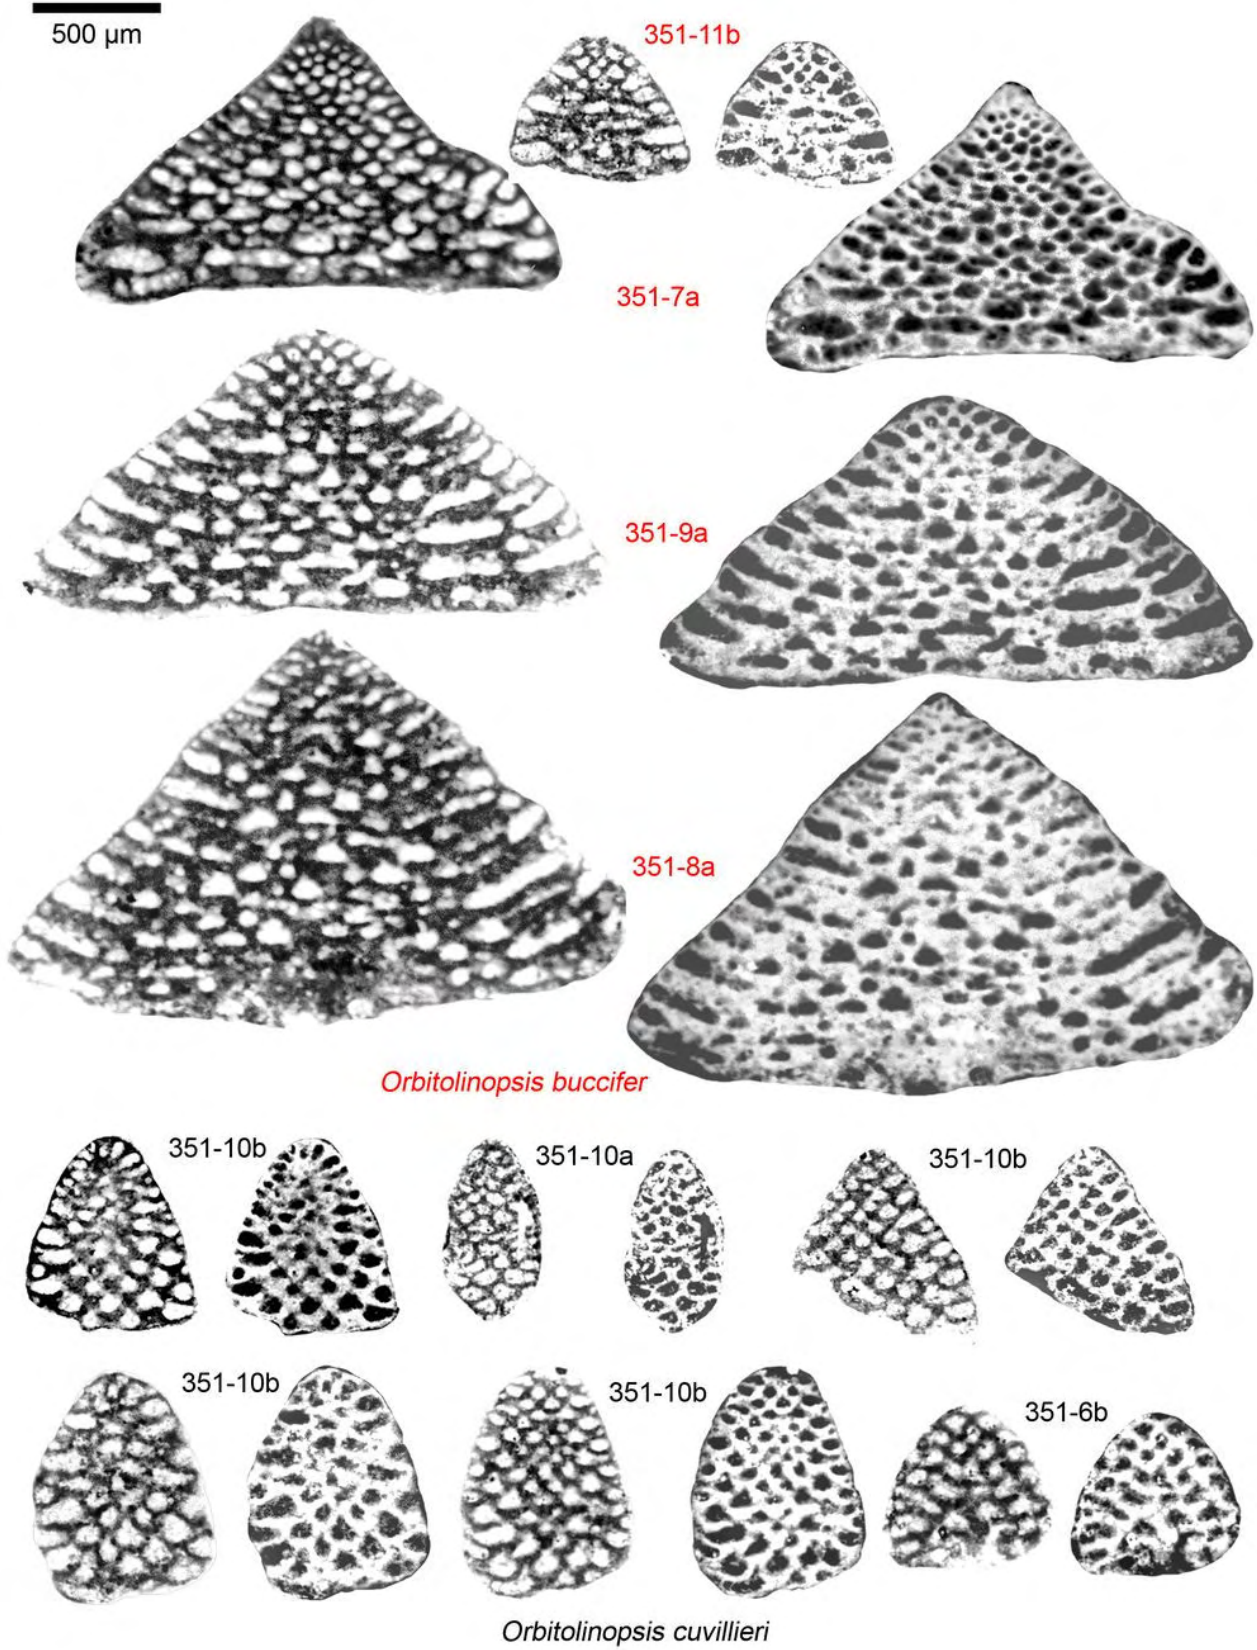 500 µm
351-11b
351-7a
351-9a
351-8a
Orbitolinopsis buccifer
351-10b
351-10a
351-10b
351-10b
351-10b
351-6b
Orbitolinopsis cuvillieri